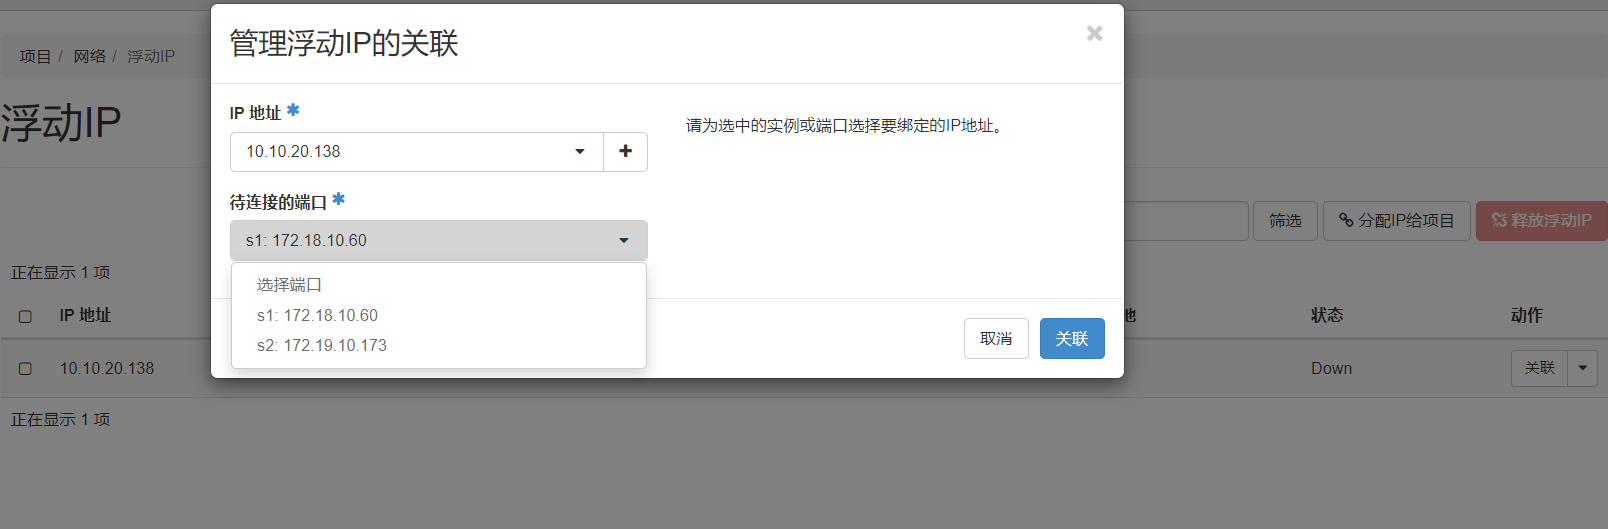 管理浮动IP的关联
×
项目 / 网络 / 浮动IP
浮动IP
IP 地址 *
10.10.20.138
+
请为选中的实例或端口选择要绑定的IP地址。
待连接的端口 *
s1: 172.18.10.60
选择端口
s1: 172.18.10.60
s2: 172.19.10.173
取消
关联
筛选
分配IP给项目
释放浮动IP
正在显示 1 项
IP 地址
状态
动作
10.10.20.138
Down
关联
正在显示 1 项